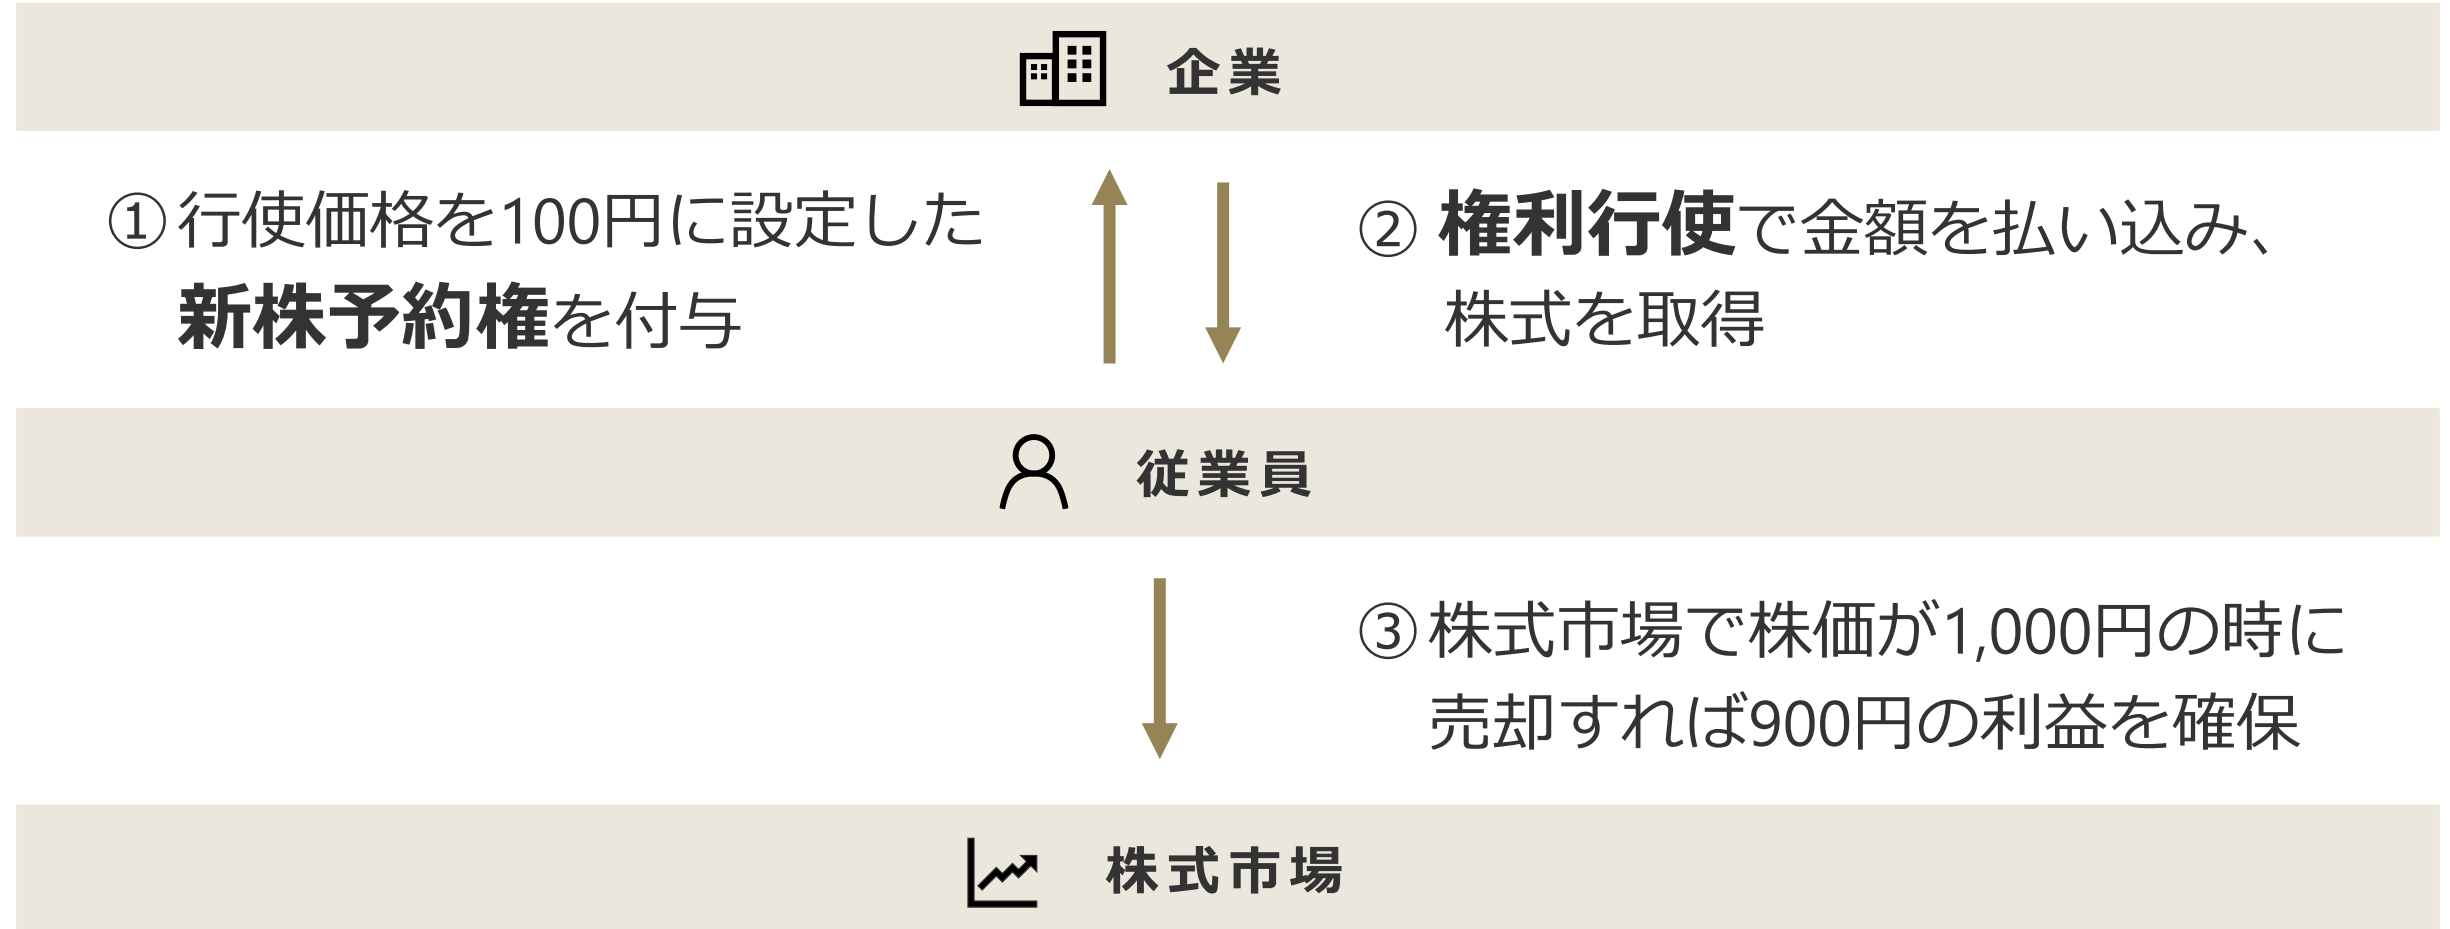 企業
① 行使価格を100円に設定した
新株予約権を付与
② 権利行使で金額を払い込み、
株式を取得
従業員
③ 株式市場で株価が1,000円の時に
売却すれば900円の利益を確保
株式市場